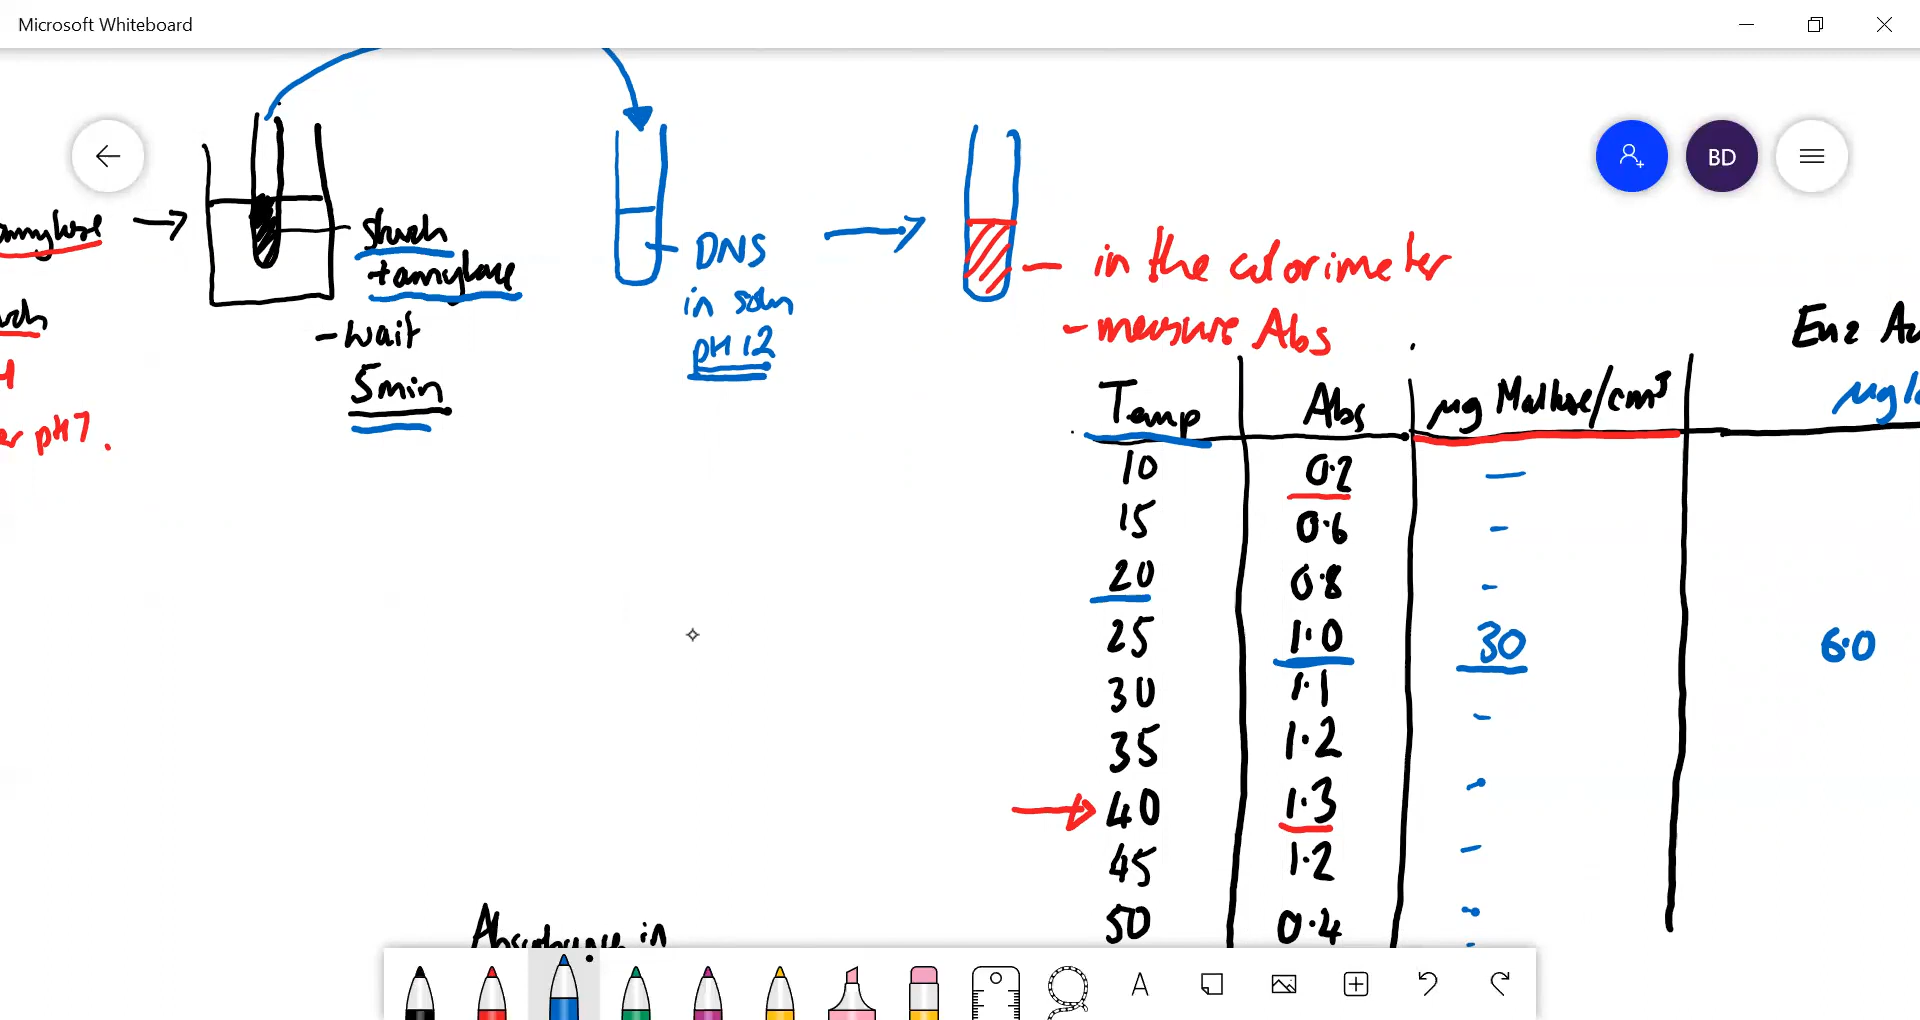 Microsoft Whiteboard
BD
Starch
+ amylase
- wait
5min
DNS
in soln
pH 12
- in the colorimeter
- measure Abs
pH 7.
Enz
Temp Abs µg Maltose/cm³
10 0.2 -
15 0.6 -
20 0.8 -
25 1.0 30 6.0
30 1.1 -
35 1.2 -
40 1.3 -
45 1.2 -
50 0.4 -
Absorbance in
A